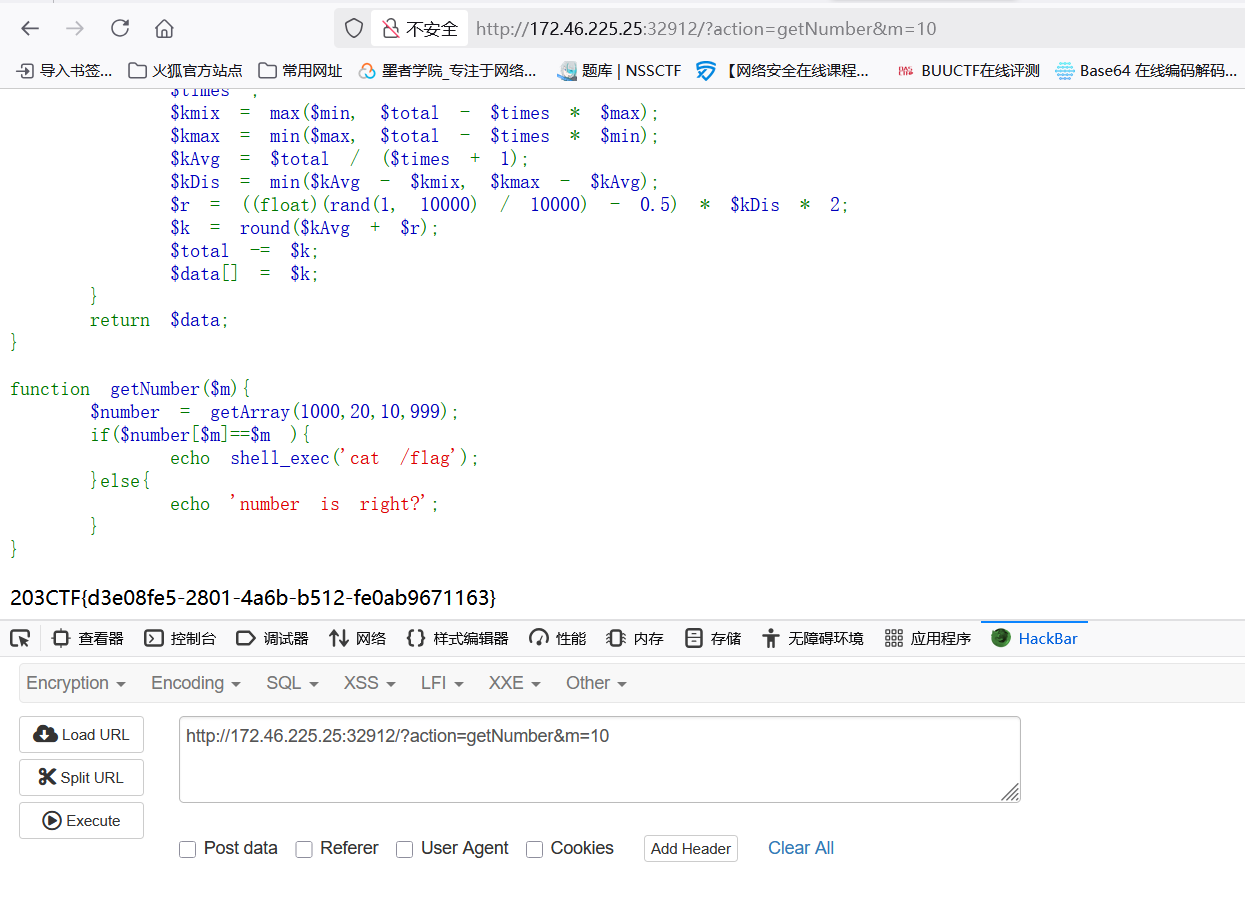 不安全 http://172.46.225.25:32912/?action=getNumber&m=10
导入书签... 火狐官方站点 常用网址 墨者学院_专注于网络... 题库 | NSSCTF 【网络安全在线课程... BUUCTF在线评测 Base64 在线编码解码...
$times ;
$kmix = max($min, $total - $times * $max);
$kmax = min($max, $total - $times * $min);
$kAvg = $total / ($times + 1);
$kDis = min($kAvg - $kmix, $kmax - $kAvg);
$r = ((float)(rand(1, 10000) / 10000) - 0.5) * $kDis * 2;
$k = round($kAvg + $r);
$total -= $k;
$data[] = $k;
}
return $data;
}
function getNumber($m){
$number = getArray(1000,20,10,999);
if($number[$m]==$m ){
echo shell_exec('cat /flag');
}else{
echo 'number is right?';
}
}
203CTF{d3e08fe5-2801-4a6b-b512-fe0ab9671163}
查看器 控制台 调试器 网络 样式编辑器 性能 内存 存储 无障碍环境 应用程序 HackBar
Encryption Encoding SQL XSS LFI XXE Other
Load URL http://172.46.225.25:32912/?action=getNumber&m=10
Split URL
Execute
Post data Referer User Agent Cookies Add Header Clear All